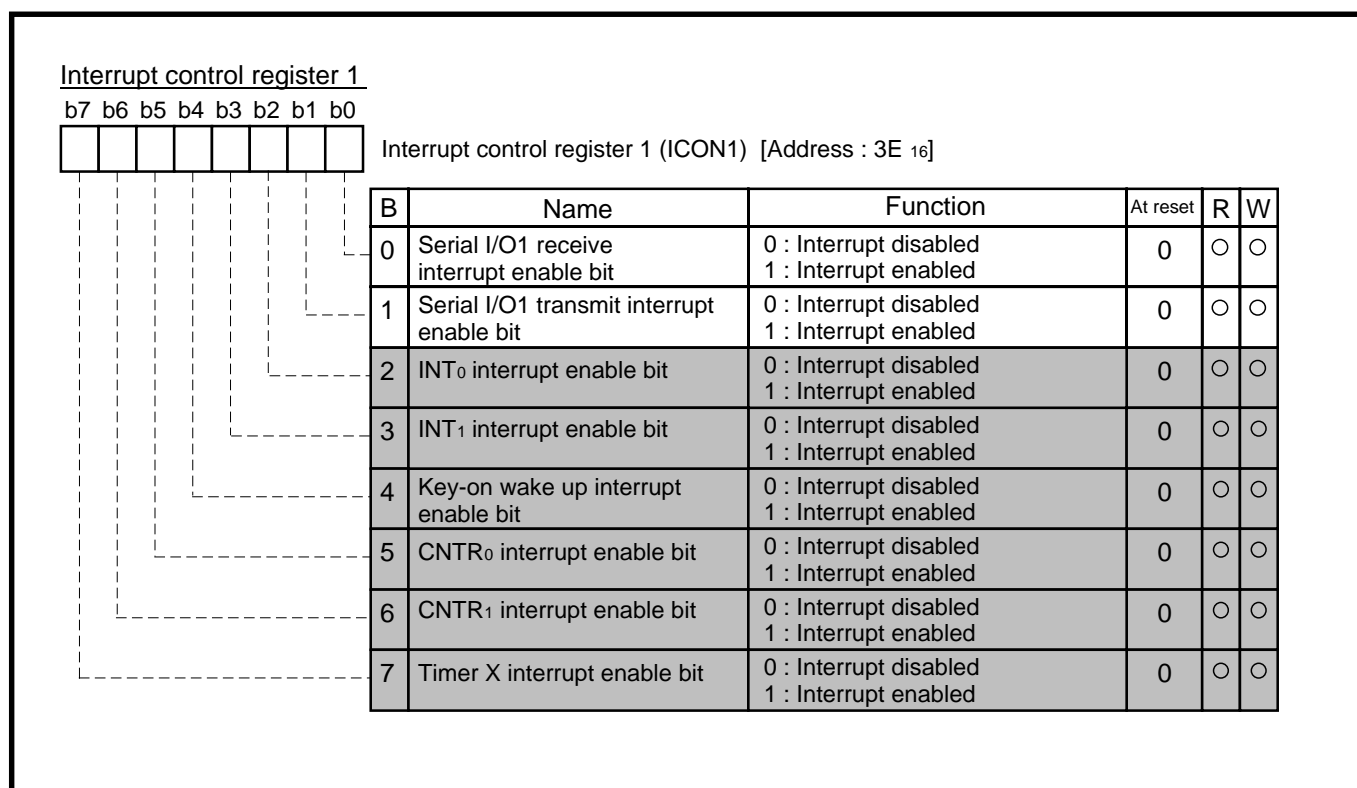 Interrupt control register 1
b7 b6 b5 b4 b3 b2 b1 b0
Interrupt control register 1 (ICON1) [Address : 3E 16]
B Name Function At reset R W
0 Serial I/O1 receive interrupt enable bit 0 : Interrupt disabled 0 ○ ○
1 : Interrupt enabled
1 Serial I/O1 transmit interrupt enable bit 0 : Interrupt disabled 0 ○ ○
1 : Interrupt enabled
2 INT0 interrupt enable bit 0 : Interrupt disabled 0 ○ ○
1 : Interrupt enabled
3 INT1 interrupt enable bit 0 : Interrupt disabled 0 ○ ○
1 : Interrupt enabled
4 Key-on wake up interrupt enable bit 0 : Interrupt disabled 0 ○ ○
1 : Interrupt enabled
5 CNTR0 interrupt enable bit 0 : Interrupt disabled 0 ○ ○
1 : Interrupt enabled
6 CNTR1 interrupt enable bit 0 : Interrupt disabled 0 ○ ○
1 : Interrupt enabled
7 Timer X interrupt enable bit 0 : Interrupt disabled 0 ○ ○
1 : Interrupt enabled